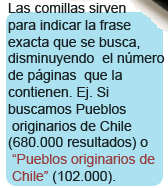 Las comillas sirven
para indicar la frase
exacta que se busca,
disminuyendo el número
de páginas que la
contienen. Ej. Si
buscamos Pueblos
originarios de Chile
(680.000 resultados) o
“Pueblos originarios de
Chile” (102.000).